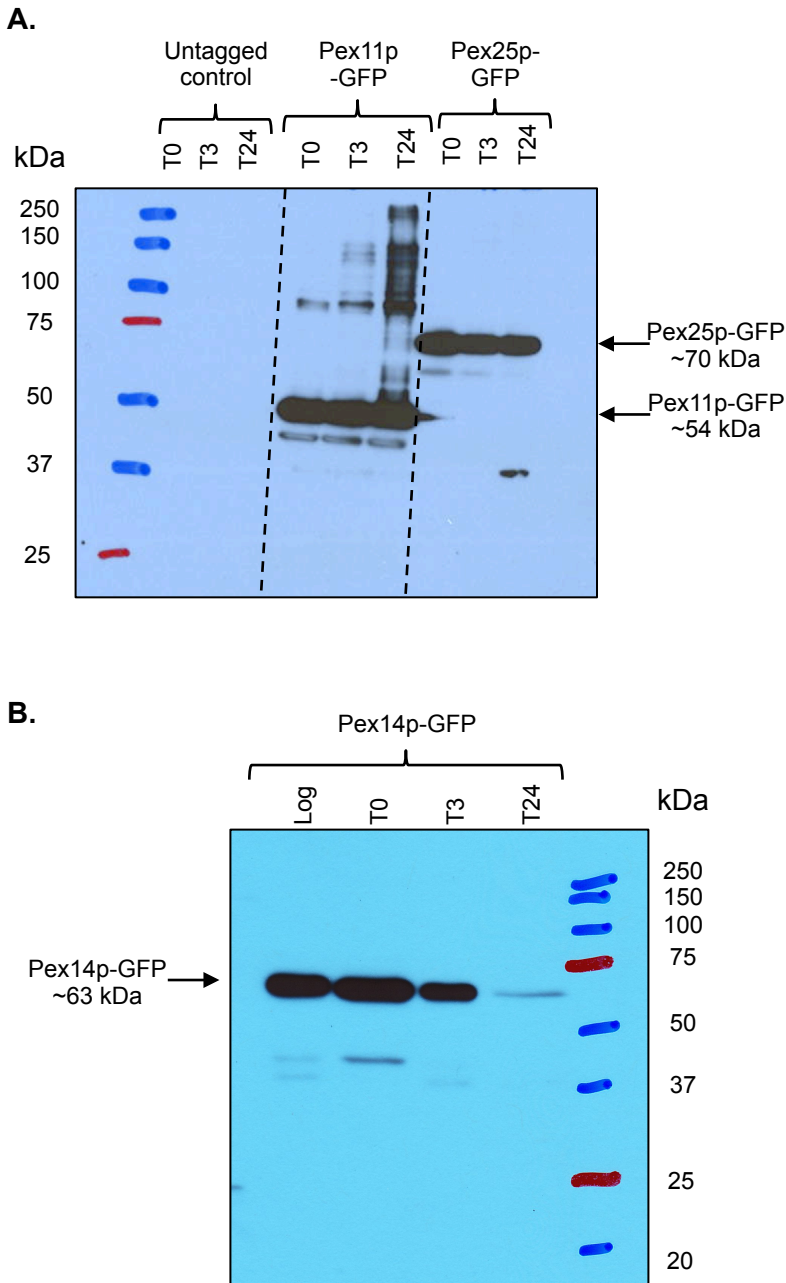 A.
Untagged
control
Pex11p
-GFP
Pex25p-
GFP
kDa
T0
T3
T24
T0
T3
T24
T0
T3
T24
250
150
100
75
50
37
25
Pex25p-GFP
~70 kDa
Pex11p-GFP
~54 kDa
B.
Pex14p-GFP
Log
T0
T3
T24
kDa
250
150
100
75
50
37
25
20
Pex14p-GFP
~63 kDa